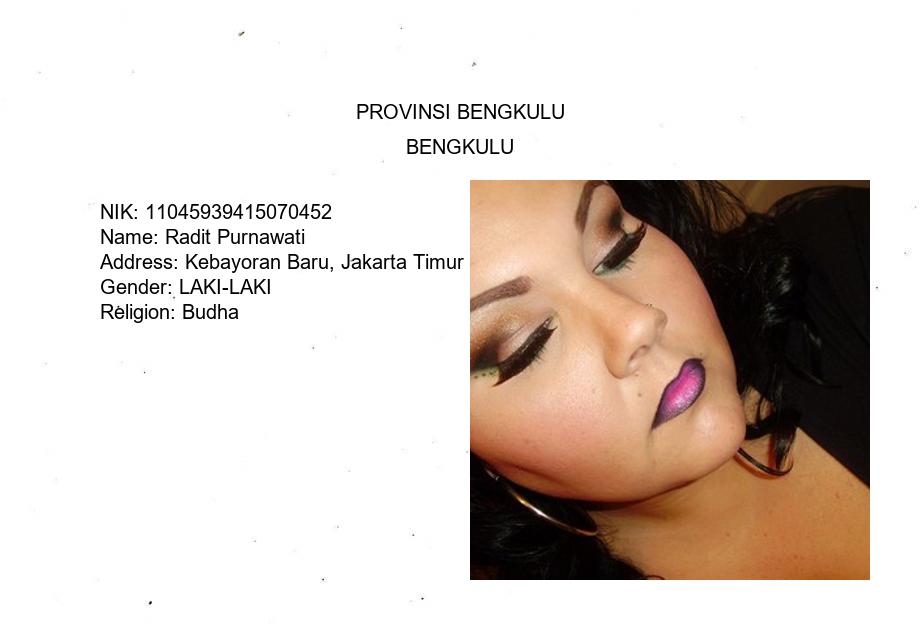 PROVINSI BENGKULU
BENGKULU
NIK: 11045939415070452
Name: Radit Purnawati
Address: Kebayoran Baru, Jakarta Timur
Gender: LAKI-LAKI
Religion: Budha